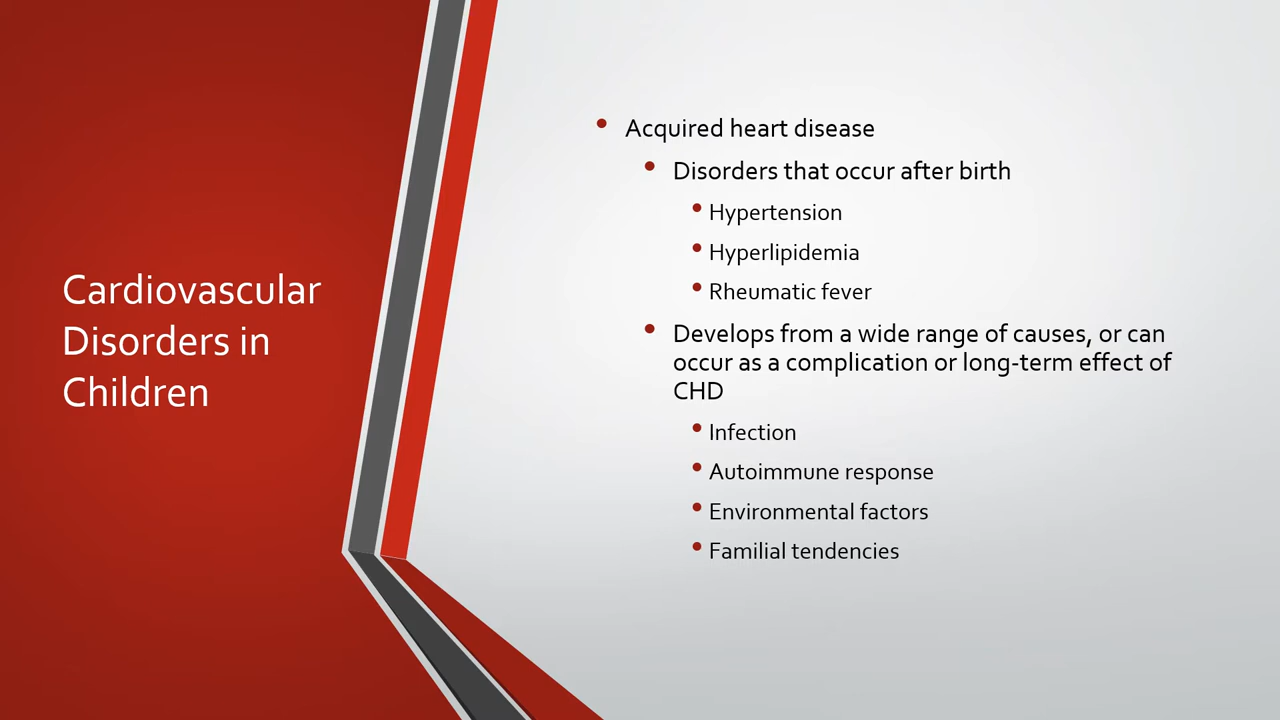 Cardiovascular
Disorders in
Children
• Acquired heart disease
• Disorders that occur after birth
• Hypertension
• Hyperlipidemia
• Rheumatic fever
• Develops from a wide range of causes, or can
occur as a complication or long-term effect of
CHD
• Infection
• Autoimmune response
• Environmental factors
• Familial tendencies